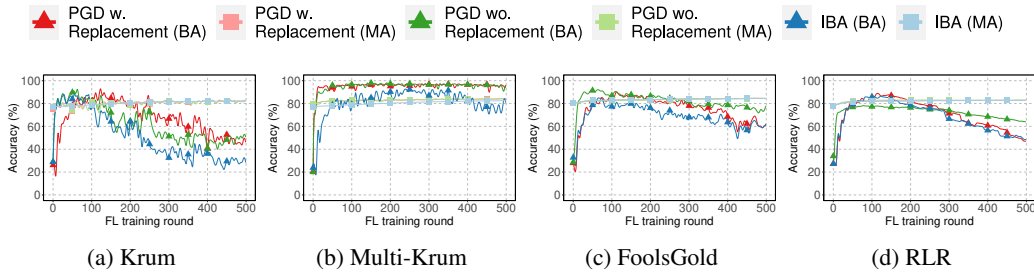 PGD w. Replacement (BA)
PGD w. Replacement (MA)
PGD wo. Replacement (BA)
PGD wo. Replacement (MA)
IBA (BA)
IBA (MA)
Accuracy (%)
100
80
60
40
20
0
0 100 200 300 400 500
FL training round
(a) Krum
Accuracy (%)
100
80
60
40
20
0
0 100 200 300 400 500
FL training round
(b) Multi-Krum
Accuracy (%)
100
80
60
40
20
0
0 100 200 300 400 500
FL training round
(c) FoolsGold
Accuracy (%)
100
80
60
40
20
0
0 100 200 300 400 500
FL training round
(d) RLR